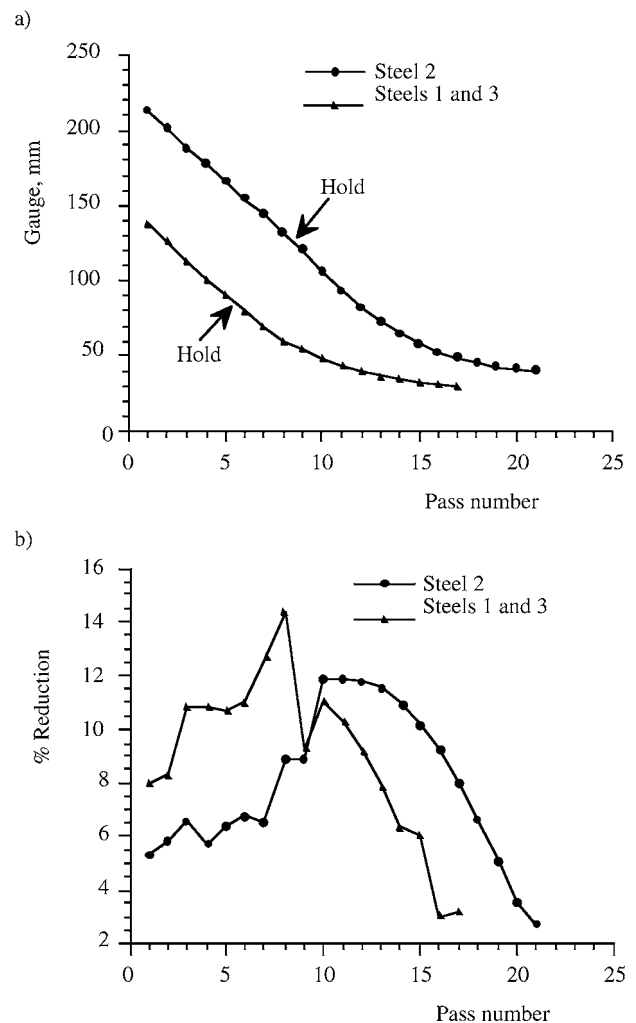 a)
250
200
150
100
50
0
Gauge, mm
Steel 2
Steels 1 and 3
Hold
Hold
0 5 10 15 20 25
Pass number
b)
16
14
12
10
8
6
4
2
% Reduction
Steel 2
Steels 1 and 3
0 5 10 15 20 25
Pass number